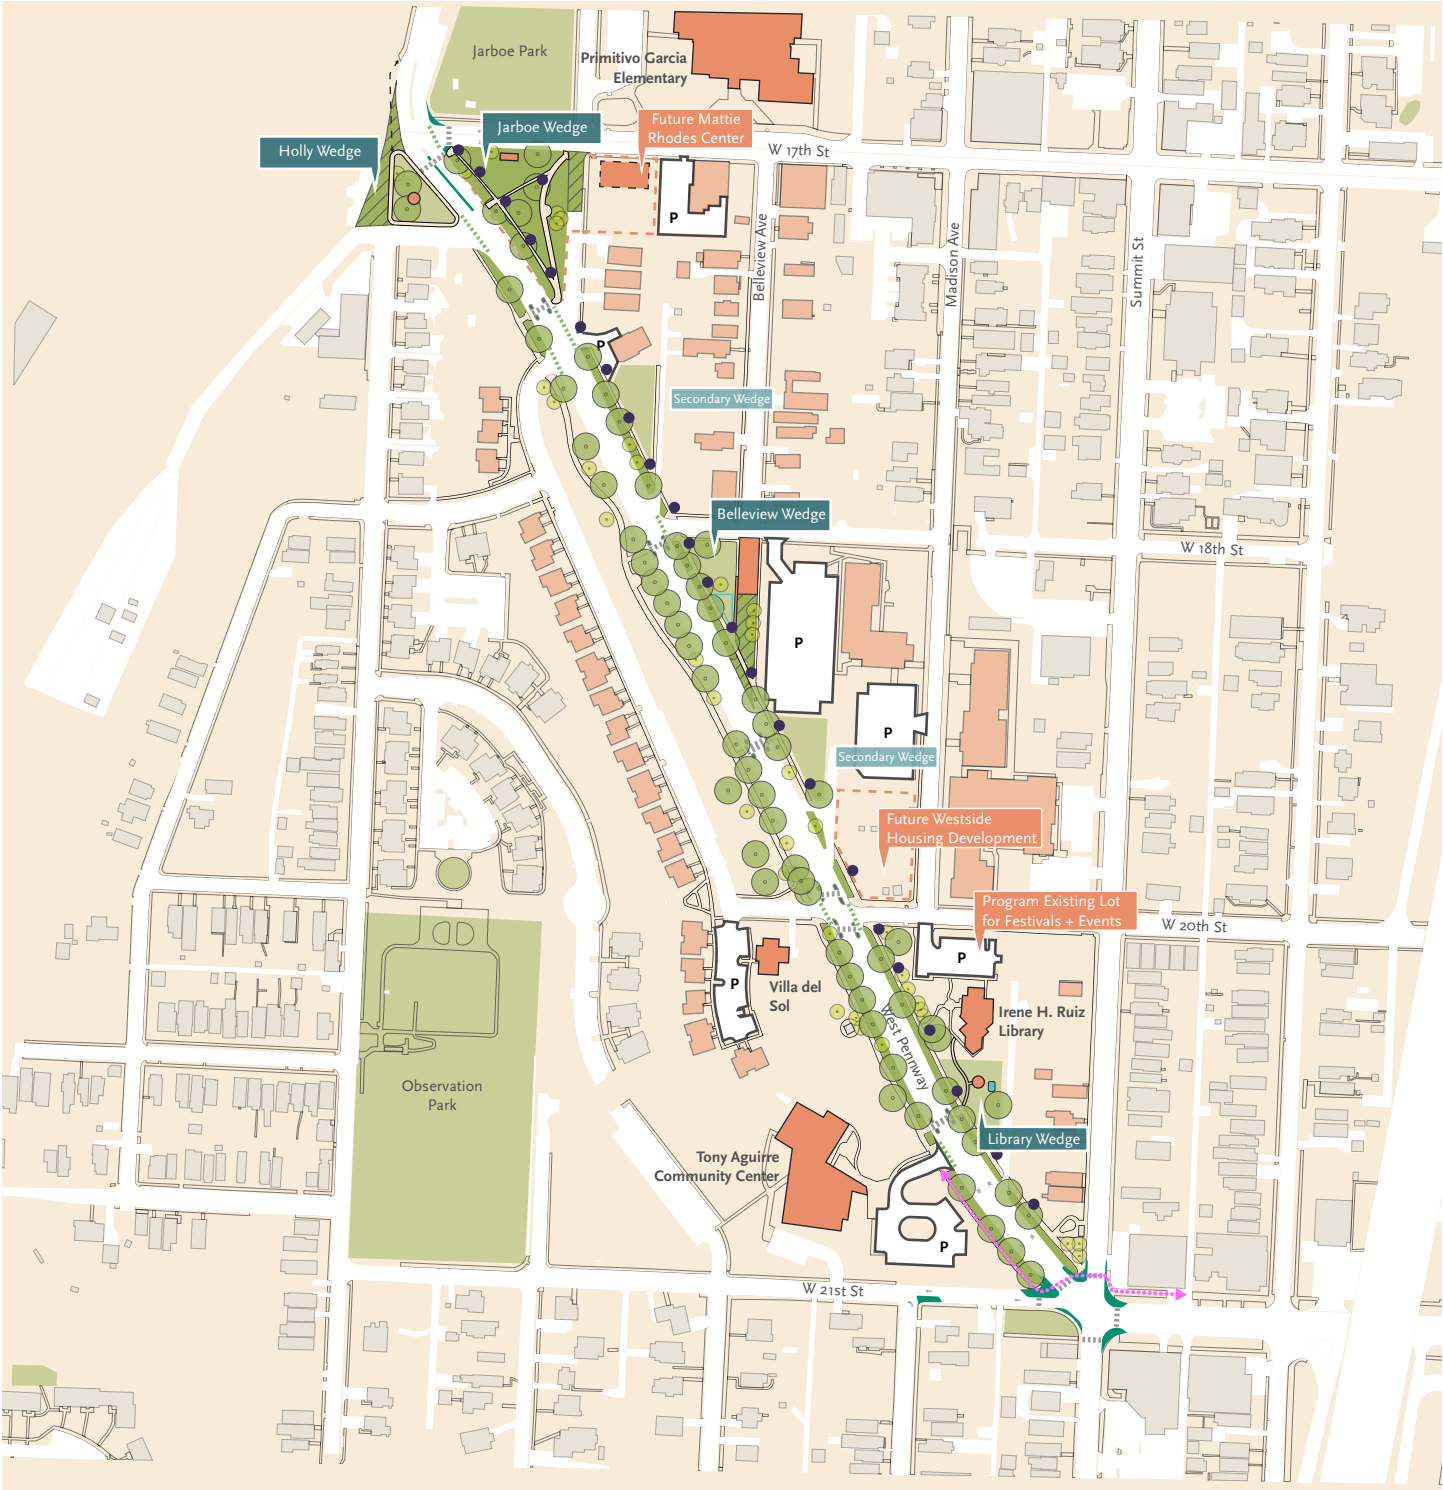 Jarboe Park
Primitivo Garcia
Elementary
Future Mattie
Rhodes Center
Jarboe Wedge
Holly Wedge
W 17th St
P
Belleview Ave
Madison Ave
Summit St
P
Secondary Wedge
Belleview Wedge
W 18th St
P
P
Secondary Wedge
Future Westside
Housing Development
Program Existing Lot
for Festivals + Events
W 20th St
P
P
Villa del
Sol
Irene H. Ruiz
Library
West Pennway
Observation
Park
Library Wedge
Tony Aguirre
Community Center
P
W 21st St